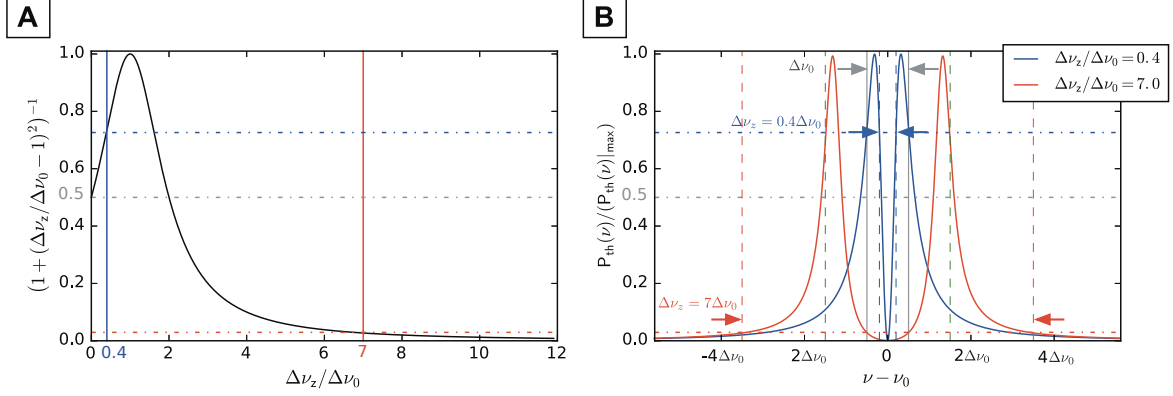 A
(1 + (Δν_z/Δν_0 − 1)^2)^−1
1.0
0.8
0.6
0.5
0.4
0.2
0.0
0
0.4
2
4
6
7
8
10
12
Δν_z/Δν_0
B
P_th(ν)/(P_th(ν)|_max)
1.0
0.8
0.6
0.5
0.4
0.2
0.0
Δν_0
Δν_z = 0.4Δν_0
Δν_z = 7Δν_0
Δν_z/Δν_0 = 0.4
Δν_z/Δν_0 = 7.0
-4Δν_0
2Δν_0
0
2Δν_0
4Δν_0
ν − ν_0